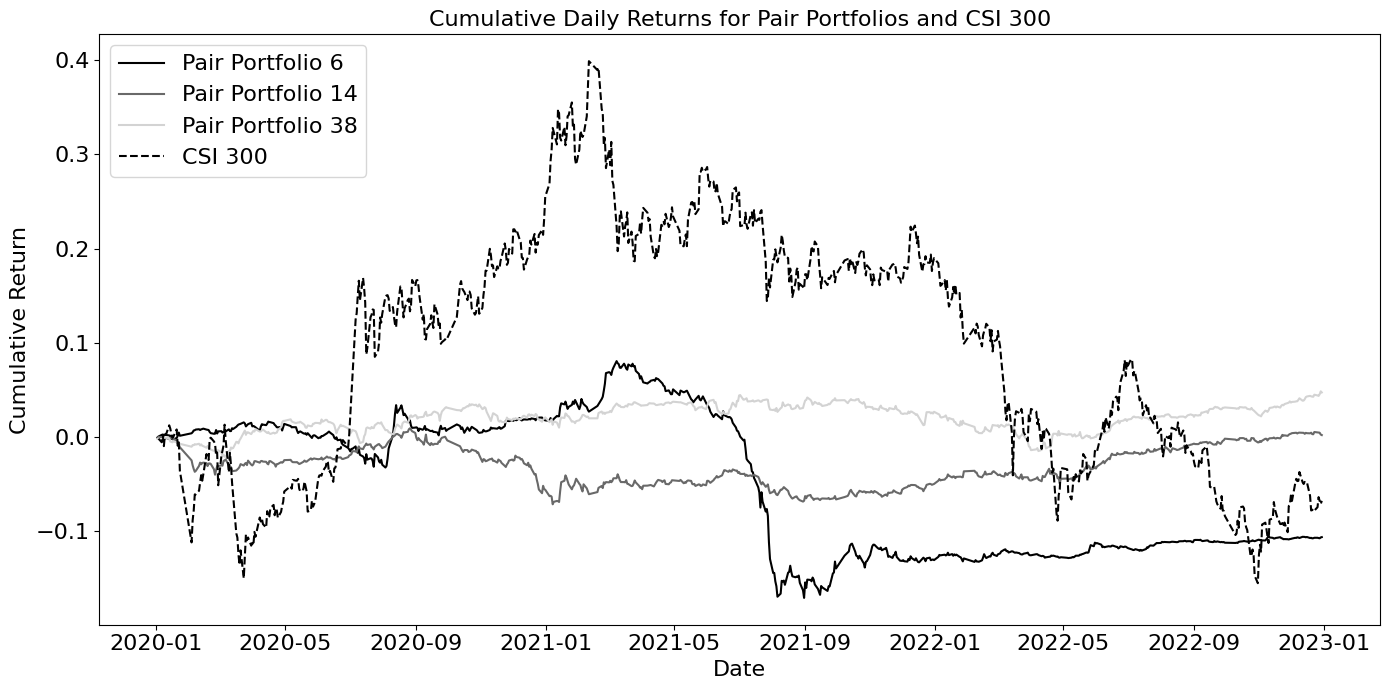 Cumulative Daily Returns for Pair Portfolios and CSI 300
Pair Portfolio 6
Pair Portfolio 14
Pair Portfolio 38
CSI 300
Cumulative Return
0.4
0.3
0.2
0.1
0.0
−0.1
2020-01 2020-05 2020-09 2021-01 2021-05 2021-09 2022-01 2022-05 2022-09 2023-01
Date